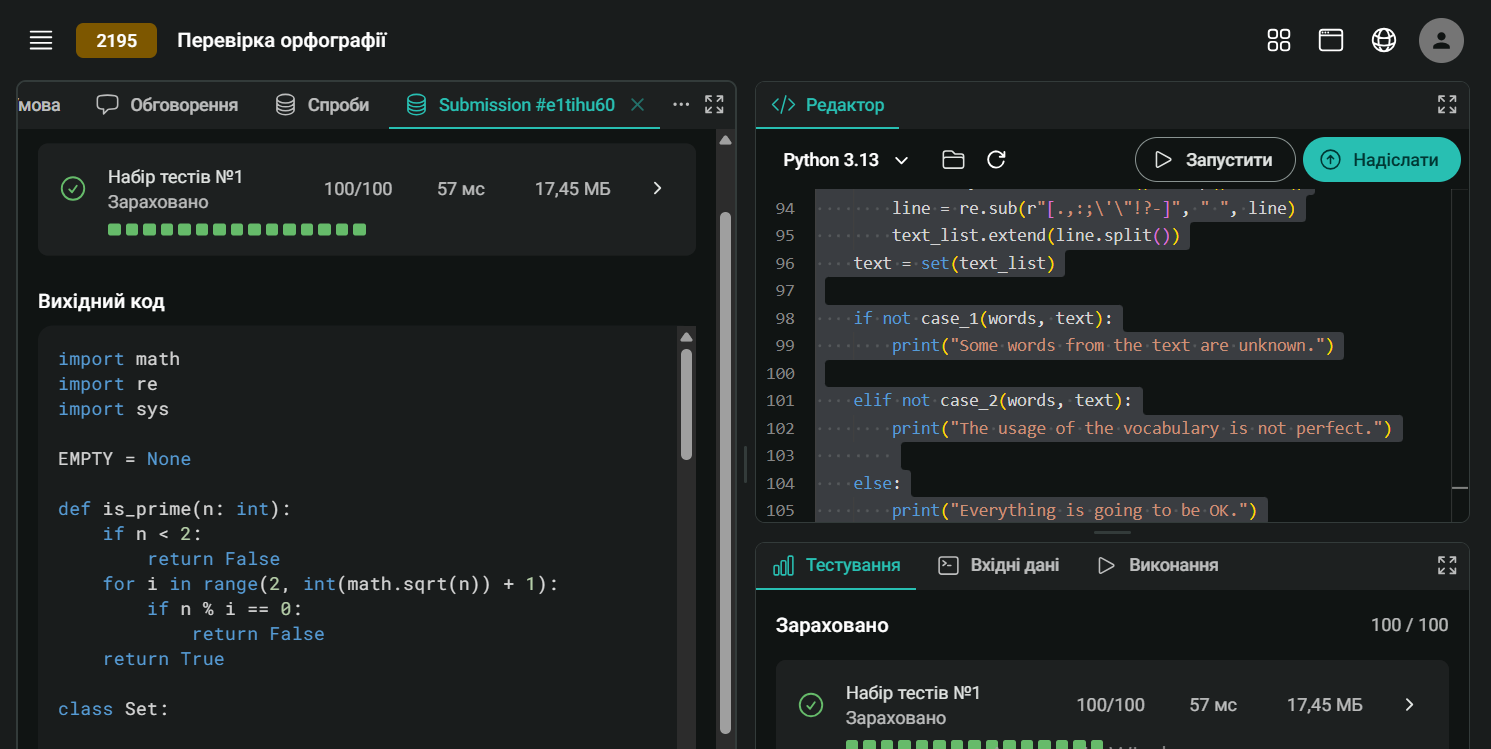 2195 Перевірка орфографії
мова Обговорення Спроби Submission #e1tihu60
Набір тестів №1
Зараховано
100/100 57 мс 17,45 МБ
Вихідний код
import math
import re
import sys
EMPTY = None
def is_prime(n: int):
    if n < 2:
        return False
    for i in range(2, int(math.sqrt(n)) + 1):
        if n % i == 0:
            return False
    return True
class Set:
Редактор
Python 3.13 Запустити Надіслати
94         line = re.sub(r"[.,:;\'\"!?-]", " ", line)
95         text_list.extend(line.split())
96     text = set(text_list)
97
98     if not case_1(words, text):
99         print("Some words from the text are unknown.")
100
101     elif not case_2(words, text):
102         print("The usage of the vocabulary is not perfect.")
103
104     else:
105         print("Everything is going to be OK.")
Тестування Вхідні дані Виконання
Зараховано 100 / 100
Набір тестів №1
Зараховано
100/100 57 мс 17,45 МБ